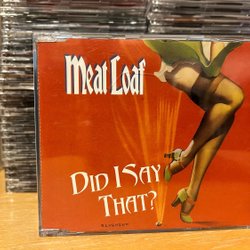 Meat Loaf
DID I SAY
THAT?